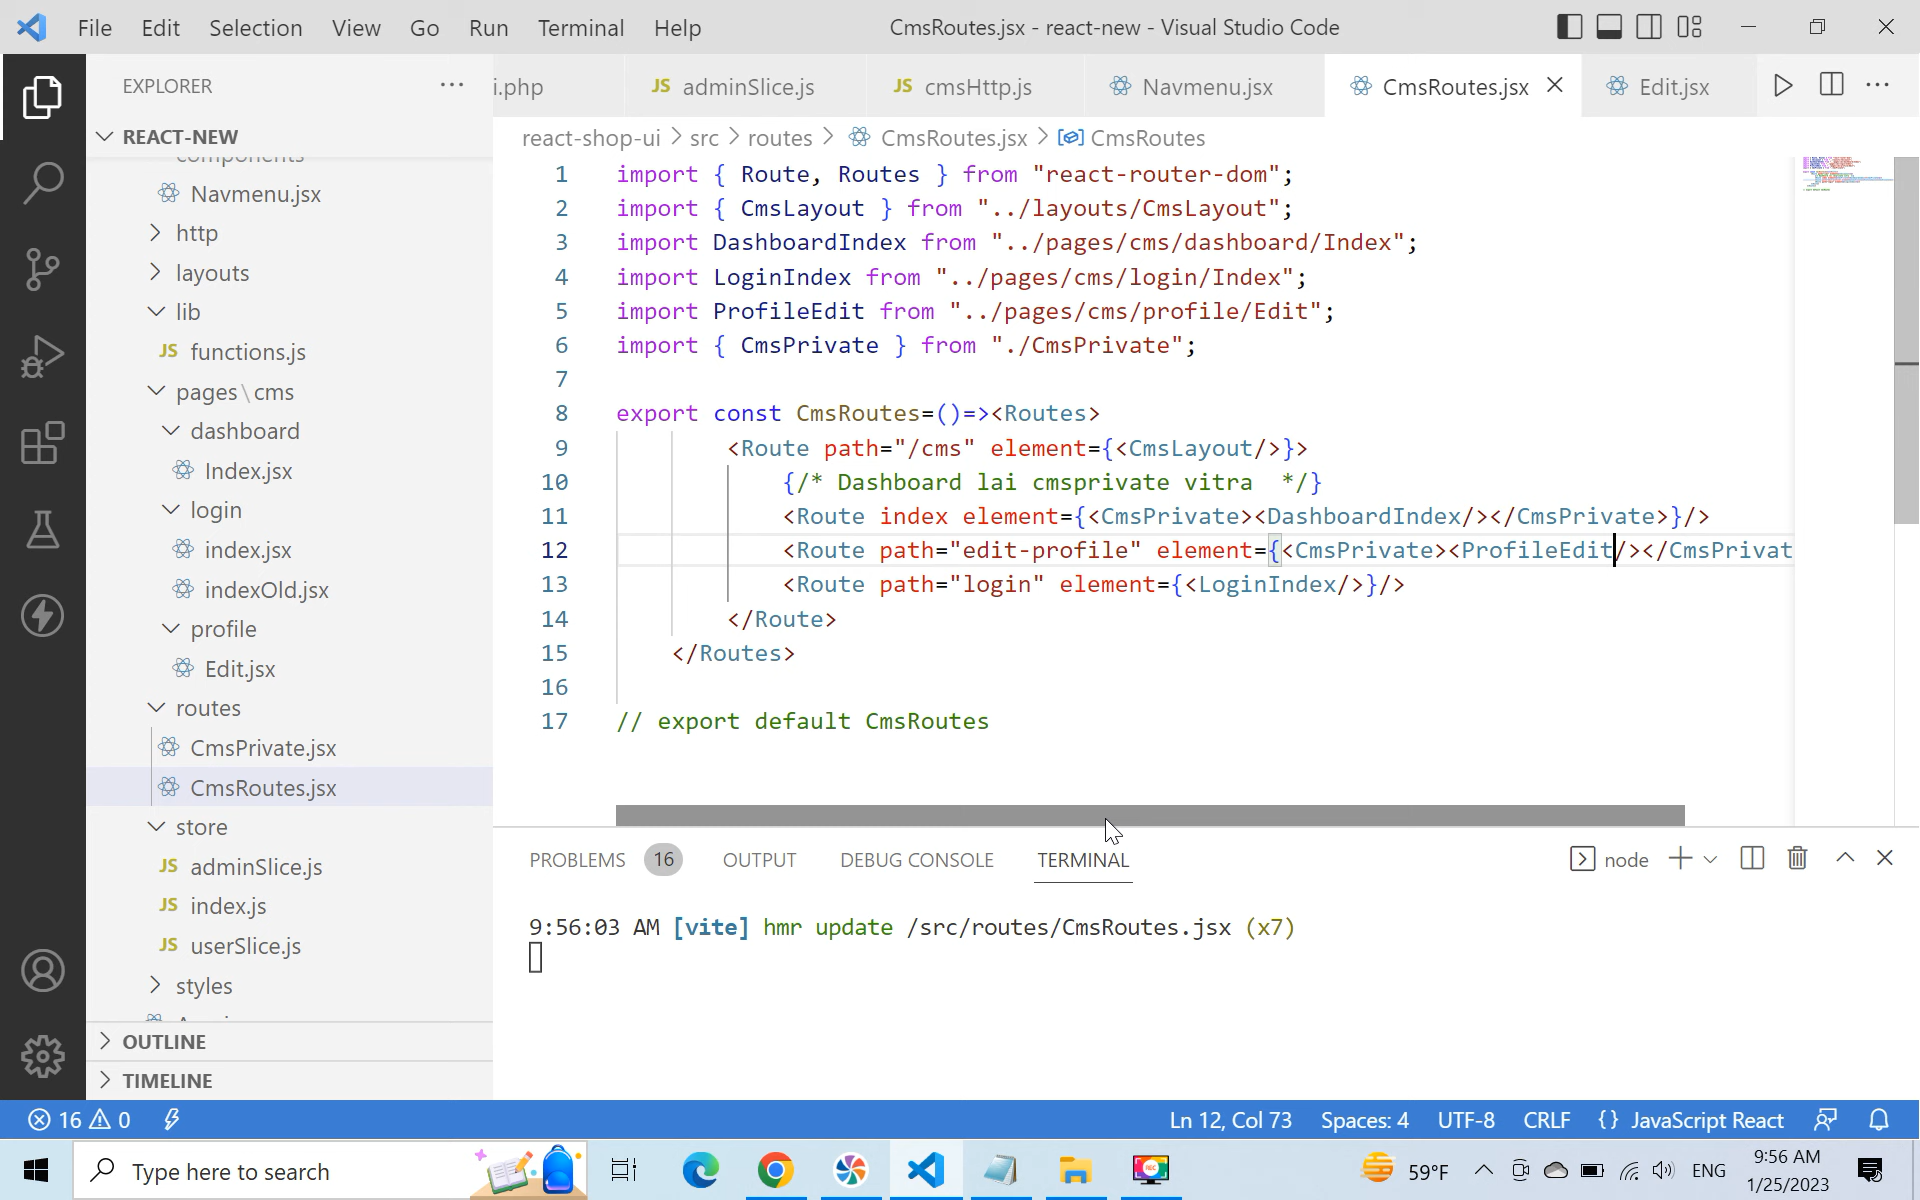 File Edit Selection View Go Run Terminal Help
CmsRoutes.jsx - react-new - Visual Studio Code
EXPLORER
i.php
JS adminSlice.js
JS cmsHttp.js
Navmenu.jsx
CmsRoutes.jsx
Edit.jsx
react-shop-ui > src > routes > CmsRoutes.jsx > CmsRoutes
REACT-NEW
components
Navmenu.jsx
http
layouts
lib
JS functions.js
pages\cms
dashboard
Index.jsx
login
index.jsx
indexOld.jsx
profile
Edit.jsx
routes
CmsPrivate.jsx
CmsRoutes.jsx
store
JS adminSlice.js
JS index.js
JS userSlice.js
styles
OUTLINE
TIMELINE
1 import { Route, Routes } from "react-router-dom";
2 import { CmsLayout } from "../layouts/CmsLayout";
3 import DashboardIndex from "../pages/cms/dashboard/Index";
4 import LoginIndex from "../pages/cms/login/Index";
5 import ProfileEdit from "../pages/cms/profile/Edit";
6 import { CmsPrivate } from "./CmsPrivate";
7
8 export const CmsRoutes=()=><Routes>
9 <Route path="/cms" element={<CmsLayout/>}>
10 {/* Dashboard lai cmsprivate vitra  */}
11 <Route index element={<CmsPrivate><DashboardIndex/></CmsPrivate>}/>
12 <Route path="edit-profile" element={<CmsPrivate><ProfileEdit/></CmsPrivat
13 <Route path="login" element={<LoginIndex/>}/>
14 </Route>
15 </Routes>
16
17 // export default CmsRoutes
PROBLEMS 16 OUTPUT DEBUG CONSOLE TERMINAL
node
9:56:03 AM [vite] hmr update /src/routes/CmsRoutes.jsx (x7)
16 0
Ln 12, Col 73 Spaces: 4 UTF-8 CRLF {} JavaScript React
Type here to search
59°F
ENG
9:56 AM
1/25/2023